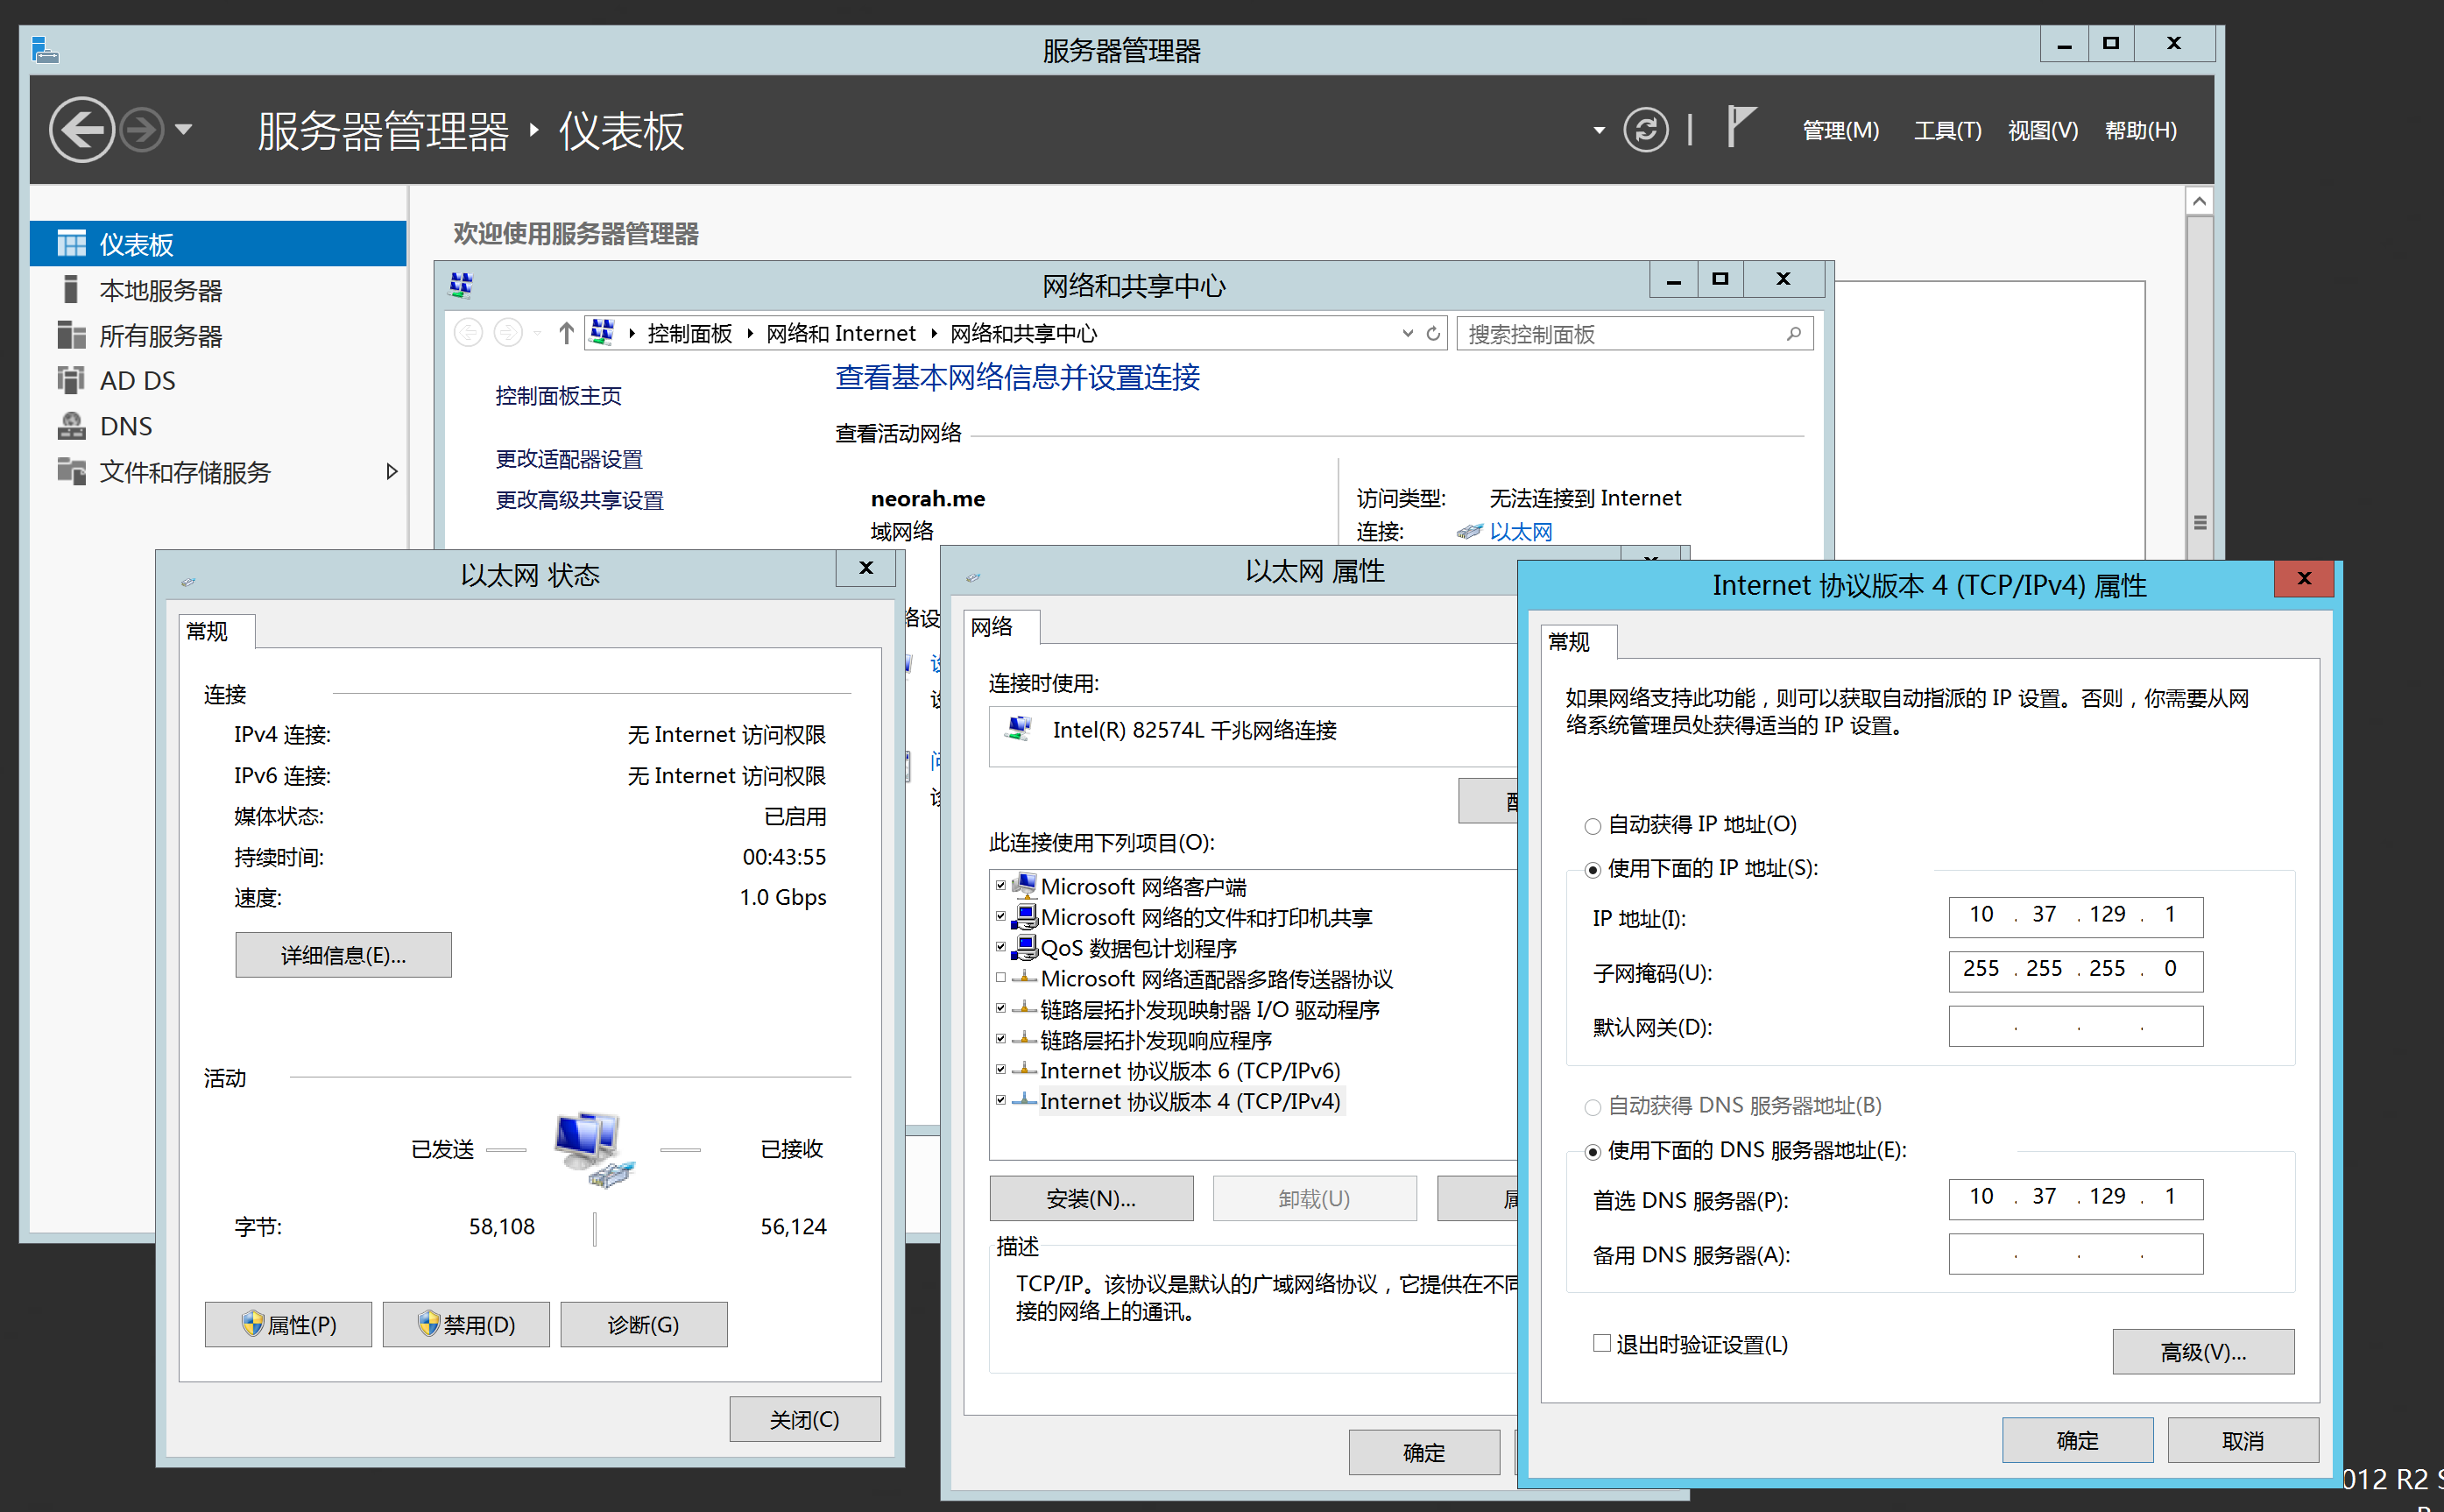 服务器管理器
服务器管理器 ‣ 仪表板
管理(M) 工具(T) 视图(V) 帮助(H)
仪表板
本地服务器
所有服务器
AD DS
DNS
文件和存储服务
欢迎使用服务器管理器
网络和共享中心
控制面板 ‣ 网络和 Internet ‣ 网络和共享中心
搜索控制面板
控制面板主页
更改适配器设置
更改高级共享设置
查看基本网络信息并设置连接
查看活动网络
neorah.me
域网络
访问类型: 无法连接到 Internet
连接: 以太网
以太网 状态
常规
连接
IPv4 连接: 无 Internet 访问权限
IPv6 连接: 无 Internet 访问权限
媒体状态: 已启用
持续时间: 00:43:55
速度: 1.0 Gbps
详细信息(E)...
活动
已发送 已接收
字节: 58,108 56,124
属性(P) 禁用(D) 诊断(G)
关闭(C)
以太网 属性
网络
连接时使用:
Intel(R) 82574L 千兆网络连接
此连接使用下列项目(O):
Microsoft 网络客户端
Microsoft 网络的文件和打印机共享
QoS 数据包计划程序
Microsoft 网络适配器多路传送器协议
链路层拓扑发现映射器 I/O 驱动程序
链路层拓扑发现响应程序
Internet 协议版本 6 (TCP/IPv6)
Internet 协议版本 4 (TCP/IPv4)
安装(N)... 卸载(U)
描述
TCP/IP。该协议是默认的广域网络协议，它提供在不同
接的网络上的通讯。
确定
Internet 协议版本 4 (TCP/IPv4) 属性
常规
如果网络支持此功能，则可以获取自动指派的 IP 设置。否则，你需要从网
络系统管理员处获得适当的 IP 设置。
自动获得 IP 地址(O)
使用下面的 IP 地址(S):
IP 地址(I): 10 . 37 . 129 . 1
子网掩码(U): 255 . 255 . 255 . 0
默认网关(D): . . .
自动获得 DNS 服务器地址(B)
使用下面的 DNS 服务器地址(E):
首选 DNS 服务器(P): 10 . 37 . 129 . 1
备用 DNS 服务器(A): . . .
退出时验证设置(L)
高级(V)...
确定 取消
012 R2 S